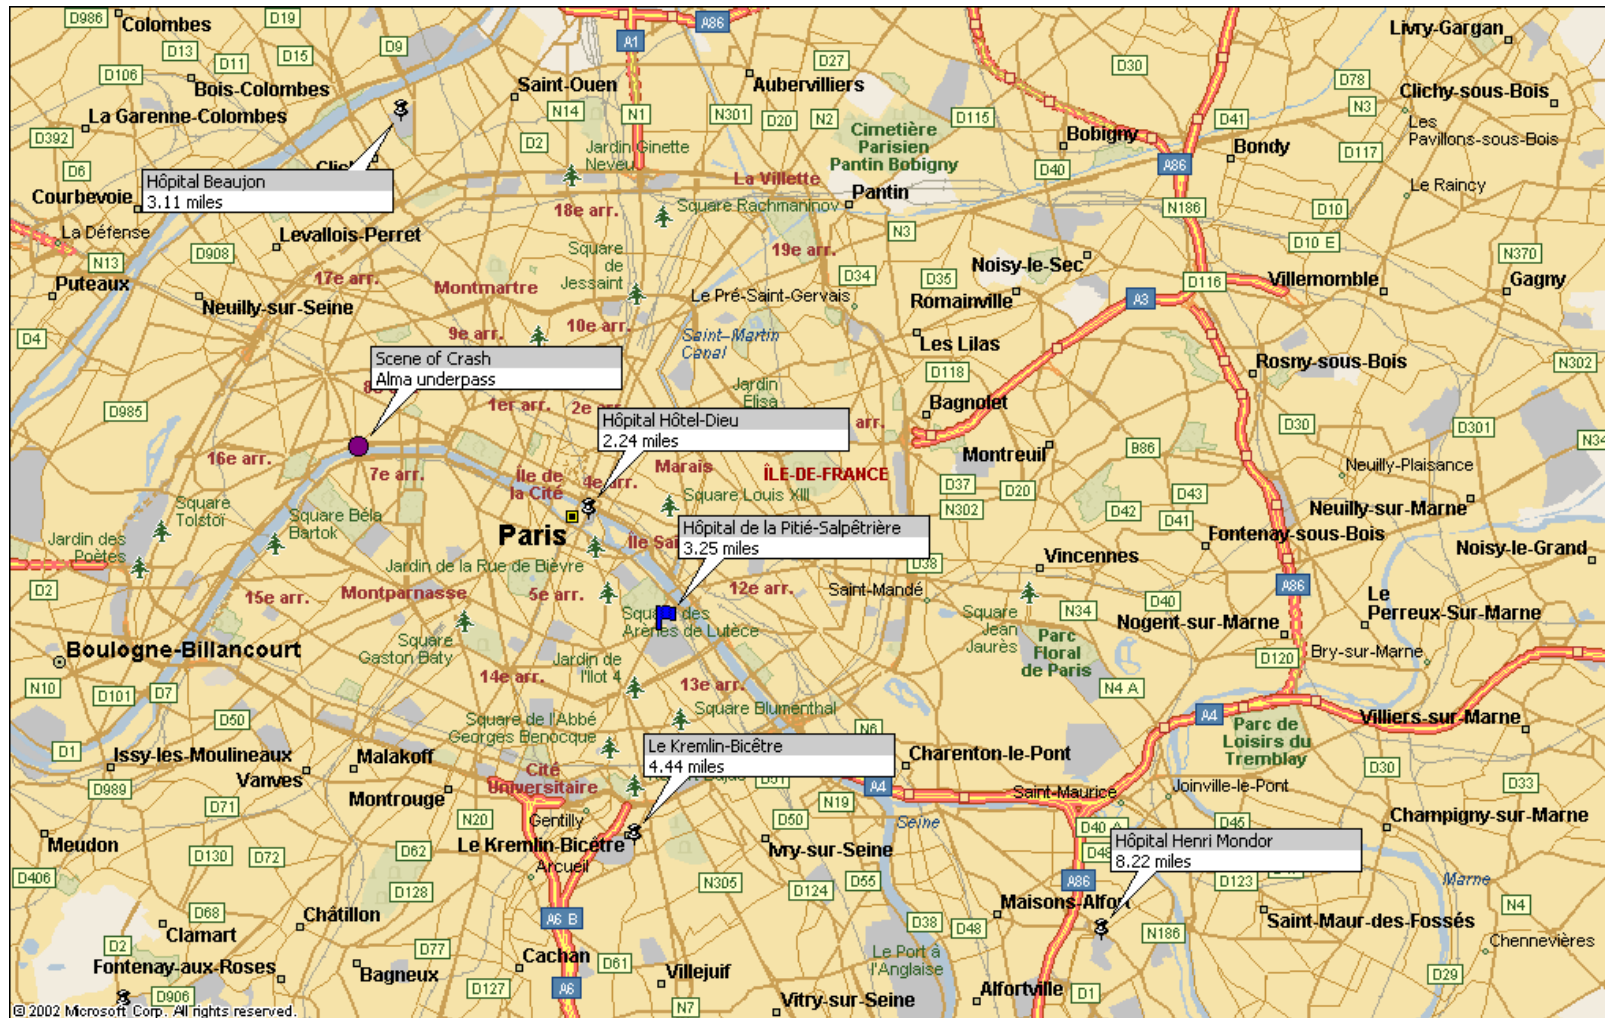 D986
Colombes
D19
A86
A1
Livry-Gargan
D13
D15
D9
D11
D27
D30
D106
Bois-Colombes
Saint-Ouen
Aubervilliers
D78
Clichy-sous-Bois
N3
La Garenne-Colombes
N14
N1
N301
D20
N2
D115
D41
Les
Pavillons-sous-Bois
D392
D2
Cimetière
Parisien
Pantin Bobigny
Bobigny
Bondy
D117
Jardin Ginette
Neveu
A86
D6
Hôpital Beaujon
3.11 miles
La Villette
D40
Courbevoie
Pantin
Le Raincy
18e arr.
Square Rachmaninov
N186
D10
La Défense
Levallois-Perret
N3
D10 E
N13
D908
Square
de
Jessaint
19e arr.
Noisy-le-Sec
N370
17e arr.
D34
D35
D116
Villemomble
Gagny
Puteaux
Montmartre
Neuilly-sur-Seine
Le Pré-Saint-Gervais
Romainville
A3
9e arr.
10e arr.
Saint-Martin
Canal
D4
Les Lilas
Scene of Crash
Alma underpass
Rosny-sous-Bois
N302
D118
Jardin
Elisa
D985
1er arr.
2e
Bagnolet
Hôpital Hôtel-Dieu
2.24 miles
arr.
D30
D301
N34
B86
Montreuil
16e arr.
7e arr.
Île de
la Cité
4e arr.
Marais
ÎLE-DE-FRANCE
Neuilly-Plaisance
D37
D20
D43
Square
Tolstoï
Square Louis XIII
N302
D42
D41
Neuilly-sur-Marne
Square Béla
Bartok
Paris
Hôpital de la Pitié-Salpêtrière
3.25 miles
Fontenay-sous-Bois
Jardin des
Poètes
Île Sai
Noisy-le-Grand
Vincennes
Jardin de la Rue de Bièvre
D38
D2
Montparnasse
15e arr.
5e arr.
12e arr.
Saint-Mandé
A86
D40
Le
Perreux-Sur-Marne
Square des
Arènes de Lutèce
Square
Jean
Jaurès
N34
Nogent-sur-Marne
Square
Gaston Baty
Parc
Floral
de Paris
Boulogne-Billancourt
Jardin de
l'Ilot 4
D120
Bry-sur-Marne
14e arr.
13e arr.
N10
D101
D7
N4 A
D50
Square de l'Abbé
Georges Benocque
Square Blumenthal
A4
Villiers-sur-Marne
Parc de
Loisirs du
Tremblay
D1
N6
Issy-les-Moulineaux
Malakoff
Le Kremlin-Bicêtre
4.44 miles
Charenton-le-Pont
Vanves
Cité
Universitaire
D30
D33
D989
A4
Joinville-le-Pont
Montrouge
Saint-Maurice
D71
N19
Champigny-sur-Marne
N20
Gentilly
D50
Seine
D40 A
D45
Meudon
Le Kremlin-Bicêtre
Ivry-sur-Seine
Hôpital Henri Mondor
8.22 miles
D130
D72
D62
D48
Arcueil
D406
D128
N305
D124
D55
A86
D123
Marne
Maisons-Alfort
D68
Châtillon
A6 B
D38
D48
Saint-Maur-des-Fossés
N4
Clamart
N186
D2
D77
Cachan
Le Port à
l'Anglaise
Chennevières
Fontenay-aux-Roses
Bagneux
D61
Villejuif
D29
D906
D127
A6
N7
Vitry-sur-Seine
Alfortville
D1
© 2002 Microsoft Corp. All rights reserved.